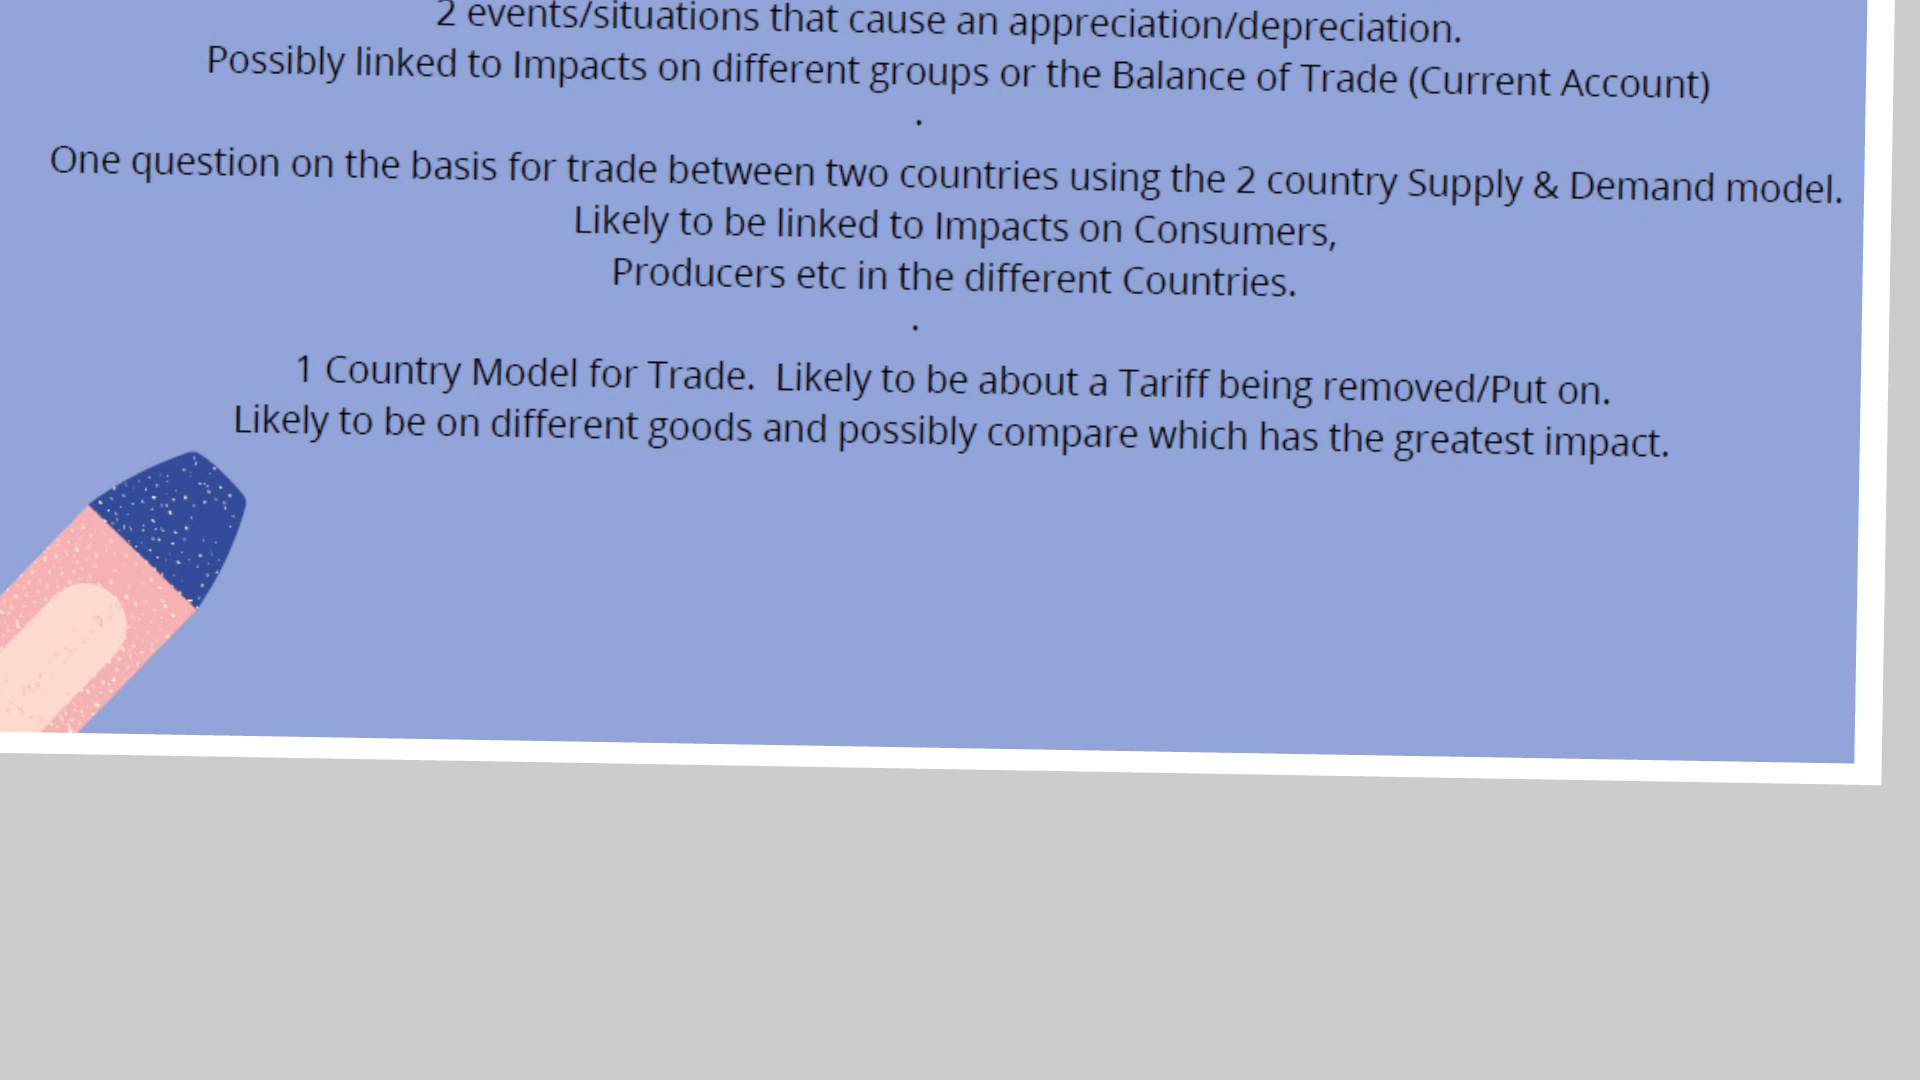 2 events/situations that cause an appreciation/depreciation.
Possibly linked to Impacts on different groups or the Balance of Trade (Current Account)
.
One question on the basis for trade between two countries using the 2 country Supply & Demand model.
Likely to be linked to Impacts on Consumers,
Producers etc in the different Countries.
.
1 Country Model for Trade.  Likely to be about a Tariff being removed/Put on.
Likely to be on different goods and possibly compare which has the greatest impact.